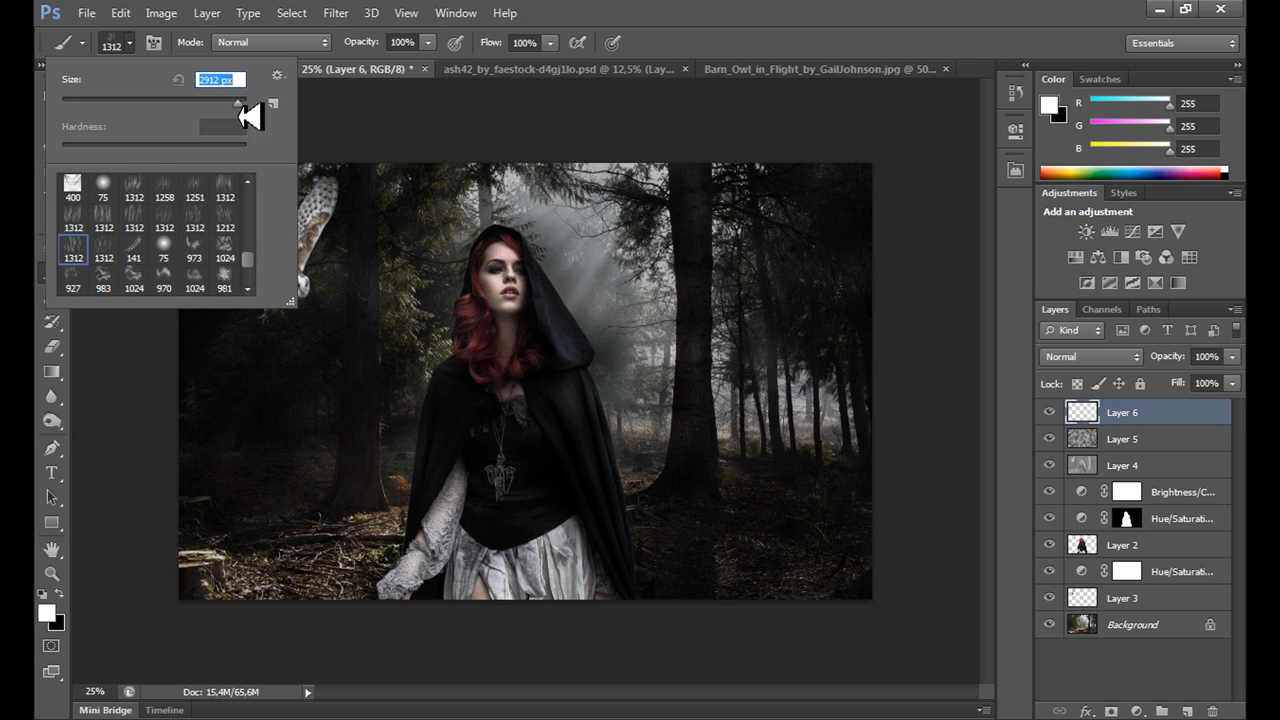 Ps File Edit Image Layer Type Select Filter 3D View Window Help
1312 Mode: Normal Opacity: 100% Flow: 100% Essentials
Size: 2912 px
25% (Layer 6, RGB/8) * × ash42_by_faestock-d4gj1lo.psd @ 12,5% (Lay... × Barn_Owl_in_Flight_by_GailJohnson.jpg @ 50... ×
Hardness:
400 75 1312 1258 1251 1312
1312 1312 1312 1312 1312 1212
1312 1312 141 75 973 1024
927 983 1024 970 1024 981
Color Swatches
R 255
G 255
B 255
Adjustments Styles
Add an adjustment
Layers Channels Paths
Kind
Normal Opacity: 100%
Lock: Fill: 100%
Layer 6
Layer 5
Layer 4
Brightness/C...
Hue/Saturati...
Layer 2
Hue/Saturati...
Layer 3
Background
25% Doc: 15,4M/65,6M
Mini Bridge Timeline